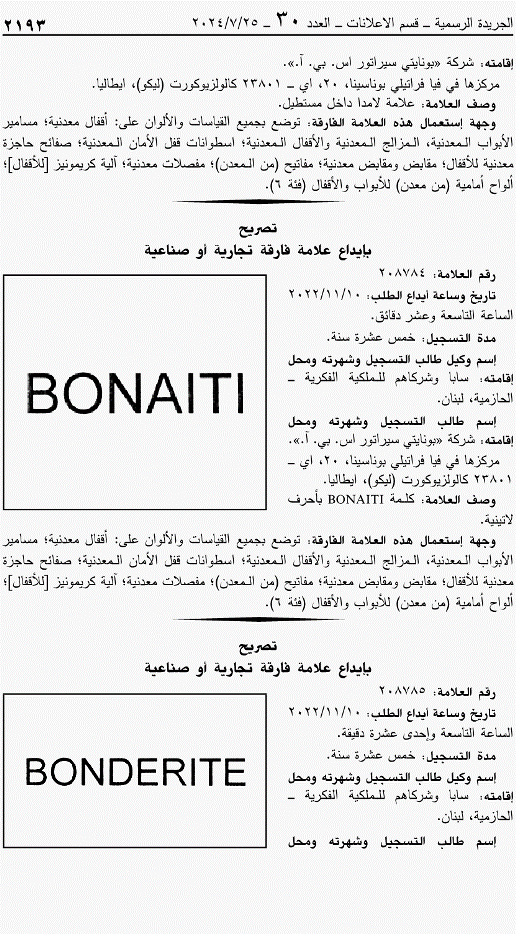 الجريدة الرسمية ـ قسم الاعلانات ـ العدد ٣٠ ـ ٢٠٢٤/٧/٢٥ ٢١٩٣
إقامته: شركة «بونايتي سيراتور اس. بي. آ.».
مركزها في فيا فراتيلي بوناسينا، ٢٠، اي ـ ٢٣٨٠١ كالولزيوكورت (ليكو)، ايطاليا.
وصف العلامة: علامة لامدا داخل مستطيل.
وجهة إستعمال هذه العلامة الفارقة: توضع بجميع القياسات والألوان على: أقفال معدنية؛ مسامير
الأبواب المعدنية، المزالج المعدنية والأقفال المعدنية؛ اسطوانات قفل الأمان المعدنية؛ صفائح حاجزة
معدنية للأقفال؛ مقابض ومقابض معدنية؛ مفاتيح (من المعدن)؛ مفصلات معدنية؛ آلية كريمونيز [للأقفال]؛
ألواح أمامية (من معدن) للأبواب والأقفال (فئة ٦).
تصريح
بإيداع علامة فارقة تجارية أو صناعية
رقم العلامة: ٢٠٨٧٨٤
تاريخ وساعة أيداع الطلب: ٢٠٢٢/١١/١٠
الساعة التاسعة وعشر دقائق.
مدة التسجيل: خمس عشرة سنة.
إسم وكيل طالب التسجيل وشهرته ومحل
إقامته: سابا وشركاهم للملكية الفكرية ـ
الحازمية، لبنان.
إسم طالب التسجيل وشهرته ومحل
إقامته: شركة «بونايتي سيراتور اس. بي. آ.».
مركزها في فيا فراتيلي بوناسينا، ٢٠، اي ـ
٢٣٨٠١ كالولزيوكورت (ليكو)، ايطاليا.
وصف العلامة: كلمة BONAITI بأحرف
لاتينية.
BONAITI
وجهة إستعمال هذه العلامة الفارقة: توضع بجميع القياسات والألوان على: أقفال معدنية؛ مسامير
الأبواب المعدنية، المزالج المعدنية والأقفال المعدنية؛ اسطوانات قفل الأمان المعدنية؛ صفائح حاجزة
معدنية للأقفال؛ مقابض ومقابض معدنية؛ مفاتيح (من المعدن)؛ مفصلات معدنية؛ آلية كريمونيز [للأقفال]؛
ألواح أمامية (من معدن) للأبواب والأقفال (فئة ٦).
تصريح
بإيداع علامة فارقة تجارية أو صناعية
رقم العلامة: ٢٠٨٧٨٥
تاريخ وساعة أيداع الطلب: ٢٠٢٢/١١/١٠
الساعة التاسعة وإحدى عشرة دقيقة.
مدة التسجيل: خمس عشرة سنة.
إسم وكيل طالب التسجيل وشهرته ومحل
إقامته: سابا وشركاهم للملكية الفكرية ـ
الحازمية، لبنان.
إسم طالب التسجيل وشهرته ومحل
BONDERITE